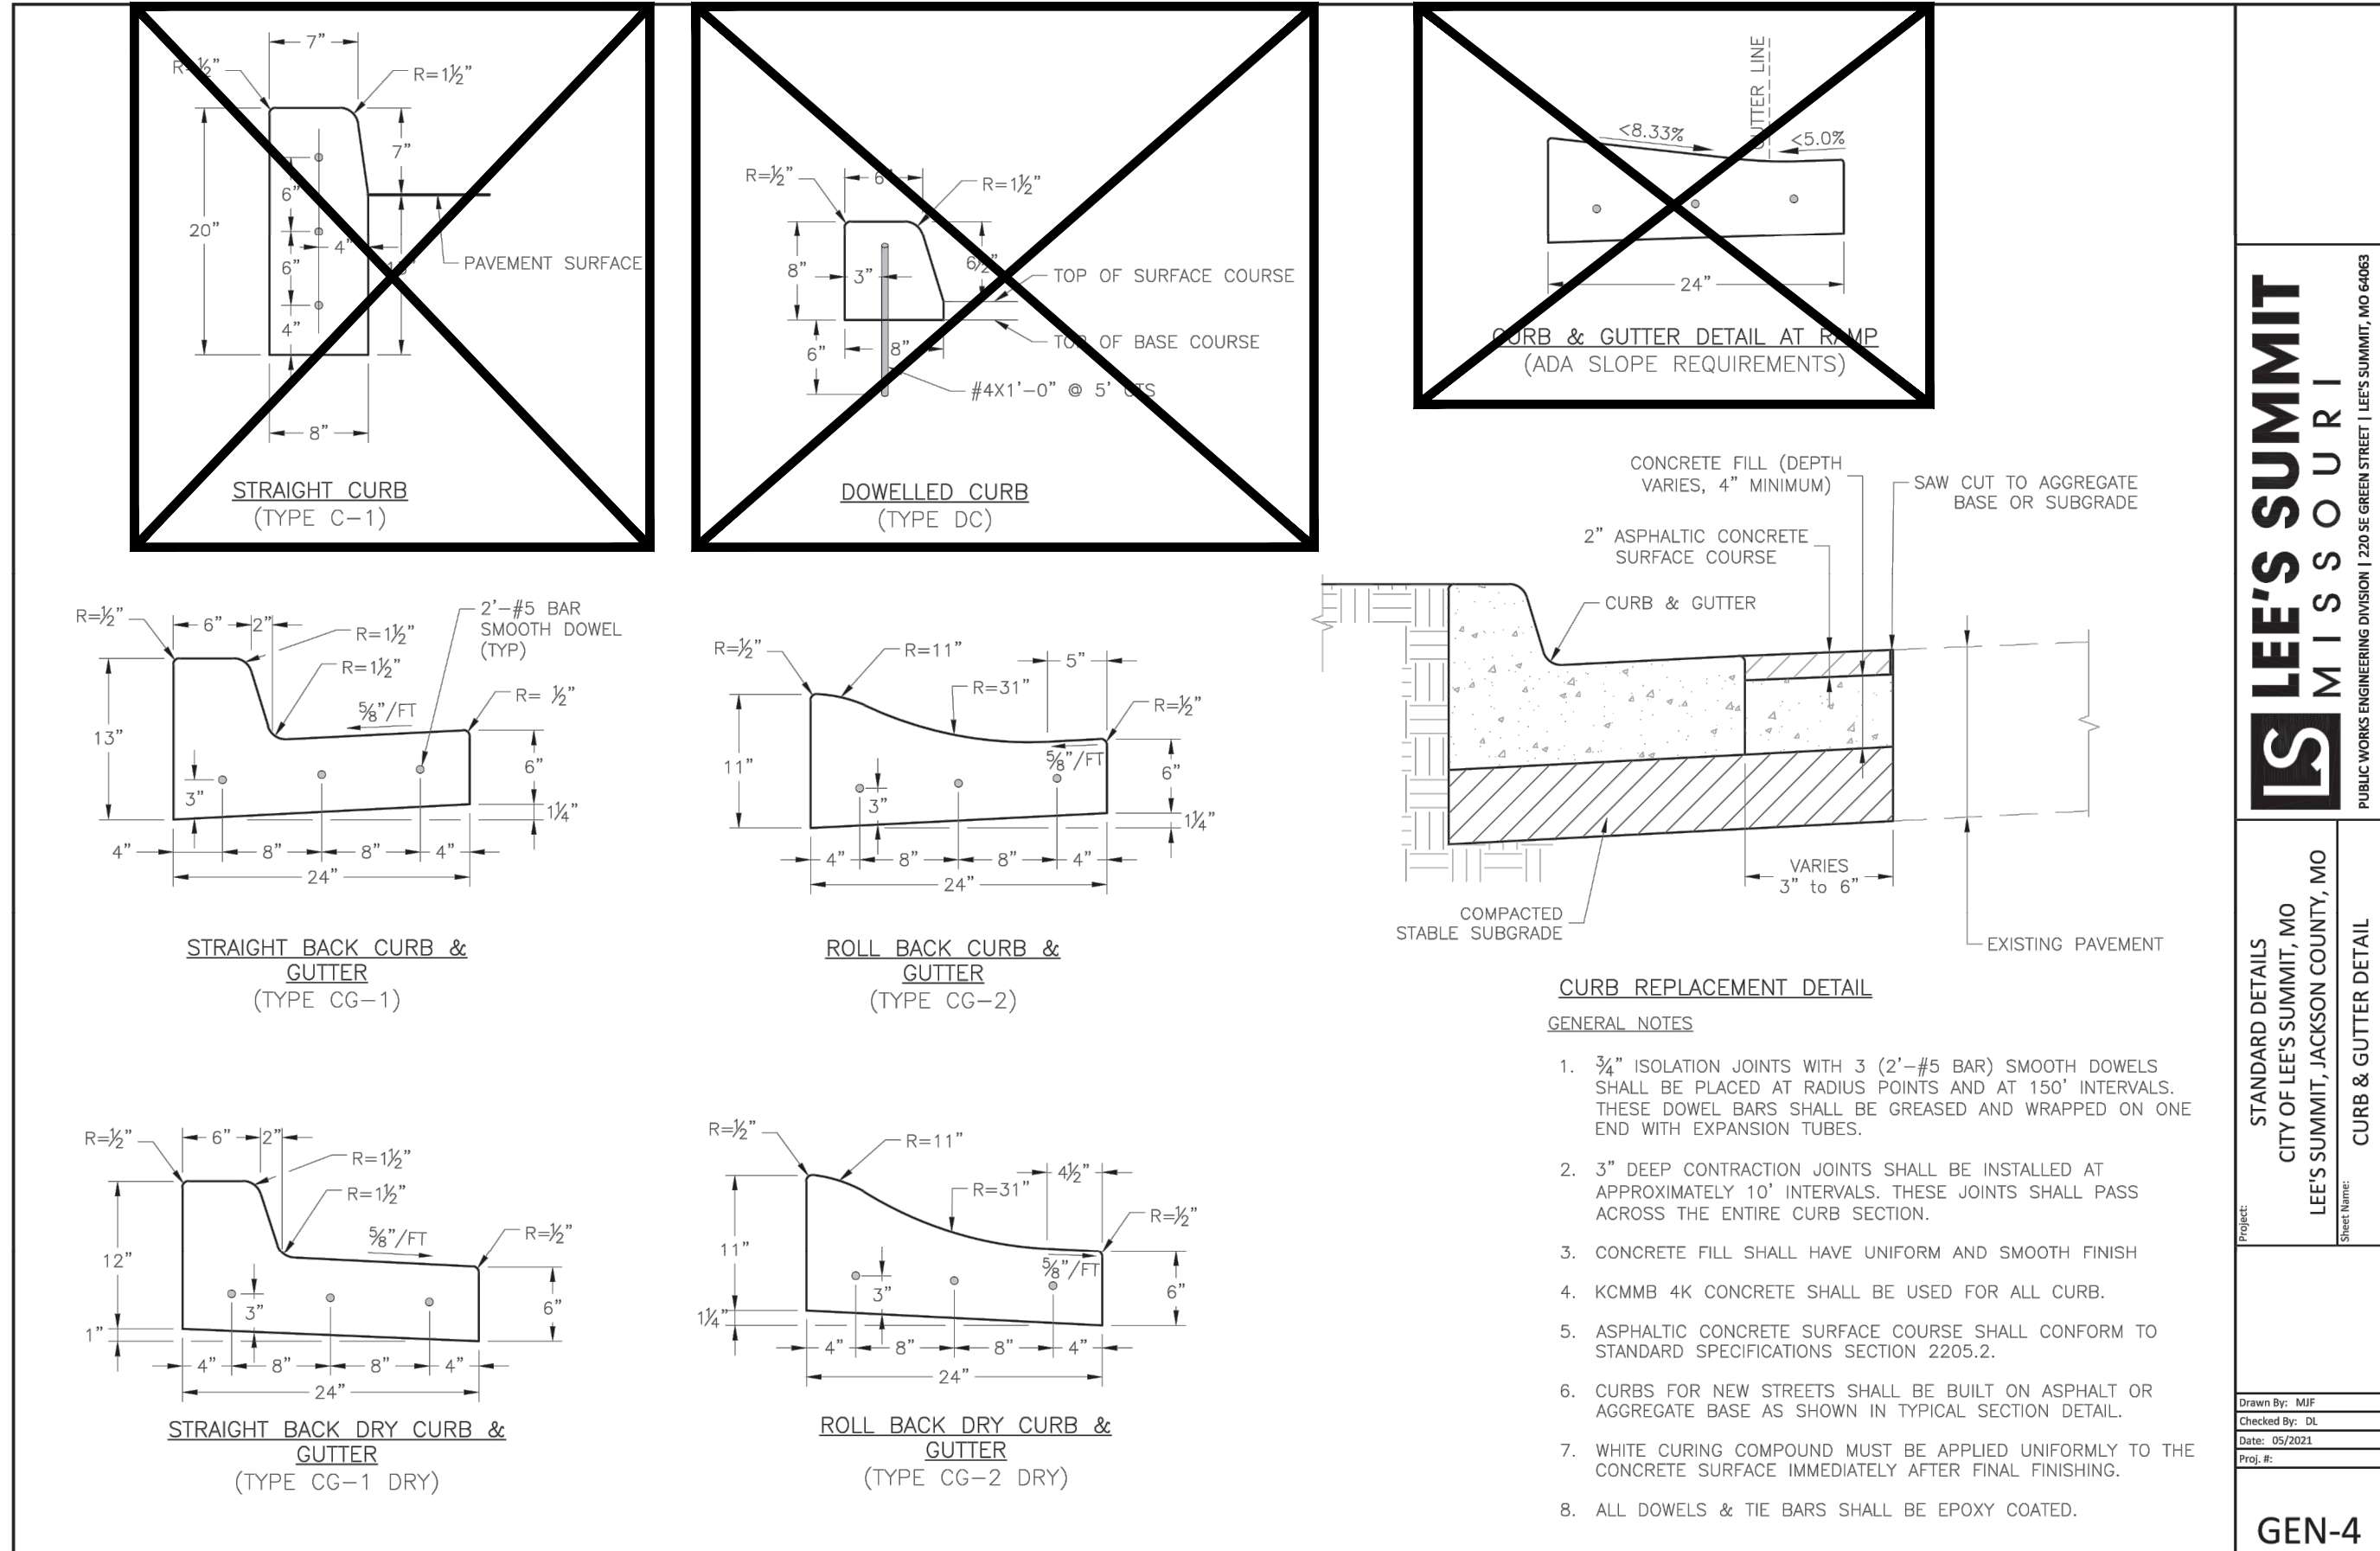 7”
R=½”
R=1½”
7”
20”
6”
4”
6”
4”
PAVEMENT SURFACE
8”
STRAIGHT CURB
(TYPE C-1)
R=½”
6”
R=1½”
8”
3”
6½”
TOP OF SURFACE COURSE
TOP OF BASE COURSE
6”
8”
#4X1’-0” @ 5’ CTS
DOWELLED CURB
(TYPE DC)
GUTTER LINE
<8.33%
<5.0%
24”
CURB & GUTTER DETAIL AT RAMP
(ADA SLOPE REQUIREMENTS)
R=½”
6”
2”
R=1½”
R=1½”
2’-#5 BAR
SMOOTH DOWEL
(TYP)
⅝”/FT
R= ½”
13”
3”
6”
1¼”
4”
8”
8”
4”
24”
STRAIGHT BACK CURB &
GUTTER
(TYPE CG-1)
R=½”
R=11”
5”
R=31”
R=½”
11”
⅝”/FT
6”
3”
1¼”
4”
8”
8”
4”
24”
ROLL BACK CURB &
GUTTER
(TYPE CG-2)
CONCRETE FILL (DEPTH
VARIES, 4” MINIMUM)
SAW CUT TO AGGREGATE
BASE OR SUBGRADE
2” ASPHALTIC CONCRETE
SURFACE COURSE
CURB & GUTTER
VARIES
3” to 6”
COMPACTED
STABLE SUBGRADE
EXISTING PAVEMENT
CURB REPLACEMENT DETAIL
R=½”
6”
2”
R=1½”
R=1½”
⅝”/FT
R=½”
12”
3”
6”
1”
4”
8”
8”
4”
24”
STRAIGHT BACK DRY CURB &
GUTTER
(TYPE CG-1 DRY)
R=½”
R=11”
4½”
R=31”
R=½”
11”
⅝”/FT
3”
6”
1¼”
4”
8”
8”
4”
24”
ROLL BACK DRY CURB &
GUTTER
(TYPE CG-2 DRY)
GENERAL NOTES
1. ¾” ISOLATION JOINTS WITH 3 (2’-#5 BAR) SMOOTH DOWELS
SHALL BE PLACED AT RADIUS POINTS AND AT 150’ INTERVALS.
THESE DOWEL BARS SHALL BE GREASED AND WRAPPED ON ONE
END WITH EXPANSION TUBES.
2. 3” DEEP CONTRACTION JOINTS SHALL BE INSTALLED AT
APPROXIMATELY 10’ INTERVALS. THESE JOINTS SHALL PASS
ACROSS THE ENTIRE CURB SECTION.
3. CONCRETE FILL SHALL HAVE UNIFORM AND SMOOTH FINISH
4. KCMMB 4K CONCRETE SHALL BE USED FOR ALL CURB.
5. ASPHALTIC CONCRETE SURFACE COURSE SHALL CONFORM TO
STANDARD SPECIFICATIONS SECTION 2205.2.
6. CURBS FOR NEW STREETS SHALL BE BUILT ON ASPHALT OR
AGGREGATE BASE AS SHOWN IN TYPICAL SECTION DETAIL.
7. WHITE CURING COMPOUND MUST BE APPLIED UNIFORMLY TO THE
CONCRETE SURFACE IMMEDIATELY AFTER FINAL FINISHING.
8. ALL DOWELS & TIE BARS SHALL BE EPOXY COATED.
LS LEE'S SUMMIT
MISSOURI
PUBLIC WORKS ENGINEERING DIVISION | 220 SE GREEN STREET | LEE'S SUMMIT, MO 64063
Project:
STANDARD DETAILS
CITY OF LEE'S SUMMIT, MO
LEE'S SUMMIT, JACKSON COUNTY, MO
Sheet Name:
CURB & GUTTER DETAIL
Drawn By: MJF
Checked By: DL
Date: 05/2021
Proj. #:
GEN-4